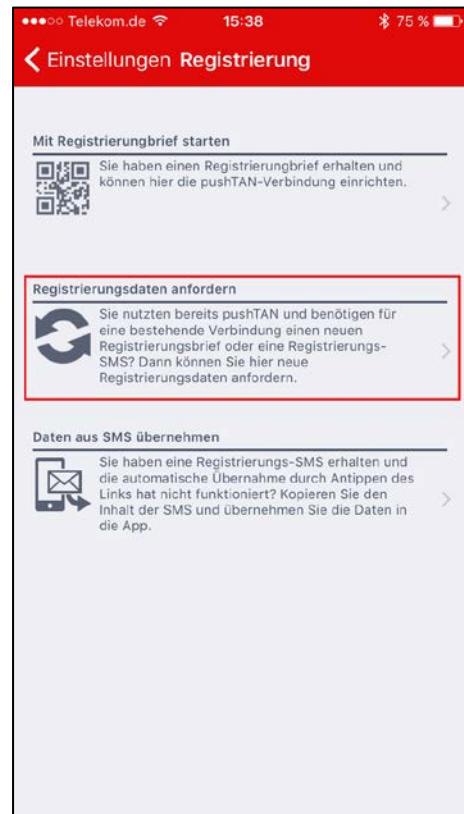 Telekom.de 15:38 75 %
Einstellungen Registrierung
Mit Registrierungbrief starten
Sie haben einen Registrierungbrief erhalten und
können hier die pushTAN-Verbindung einrichten.
Registrierungsdaten anfordern
Sie nutzten bereits pushTAN und benötigen für
eine bestehende Verbindung einen neuen
Registrierungsbrief oder eine Registrierungs-
SMS? Dann können Sie hier neue
Registrierungsdaten anfordern.
Daten aus SMS übernehmen
Sie haben eine Registrierungs-SMS erhalten und
die automatische Übernahme durch Antippen des
Links hat nicht funktioniert? Kopieren Sie den
Inhalt der SMS und übernehmen Sie die Daten in
die App.